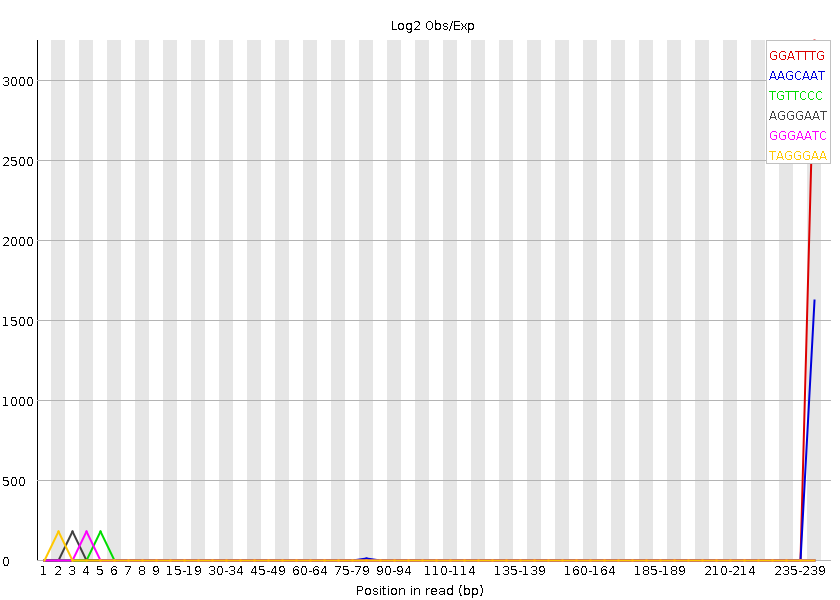 Log2 Obs/Exp
3000
2500
2000
1500
1000
500
0
GGATTTG
AAGCAAT
TGTTCCC
AGGGAAT
GGGAATC
TAGGGAA
1 2 3 4 5 6 7 8 9 15-19 30-34 45-49 60-64 75-79 90-94 110-114 135-139 160-164 185-189 210-214 235-239
Position in read (bp)